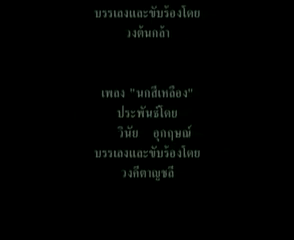 บรรเลงและขับร้องโดย
วงต้นกล้า
เพลง "นกสีเหลือง"
ประพันธ์โดย
วินัย อุกฤษณ์
บรรเลงและขับร้องโดย
วงคีตาญชลี